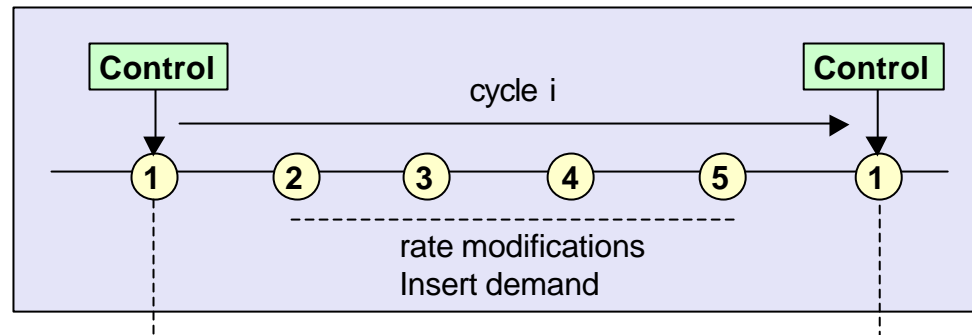 Control Control
cycle i
1 2 3 4 5 1
rate modifications
Insert demand